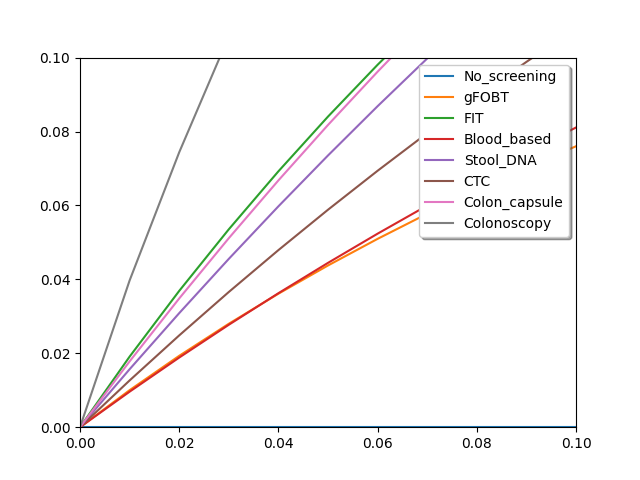 0.10
0.08
0.06
0.04
0.02
0.00
0.00 0.02 0.04 0.06 0.08 0.10
No_screening
gFOBT
FIT
Blood_based
Stool_DNA
CTC
Colon_capsule
Colonoscopy